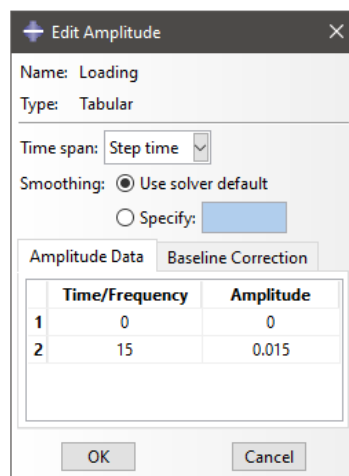 Edit Amplitude
Name: Loading
Type: Tabular
Time span: Step time
Smoothing: Use solver default
Specify:
Amplitude Data Baseline Correction
Time/Frequency Amplitude
1 0 0
2 15 0.015
OK Cancel